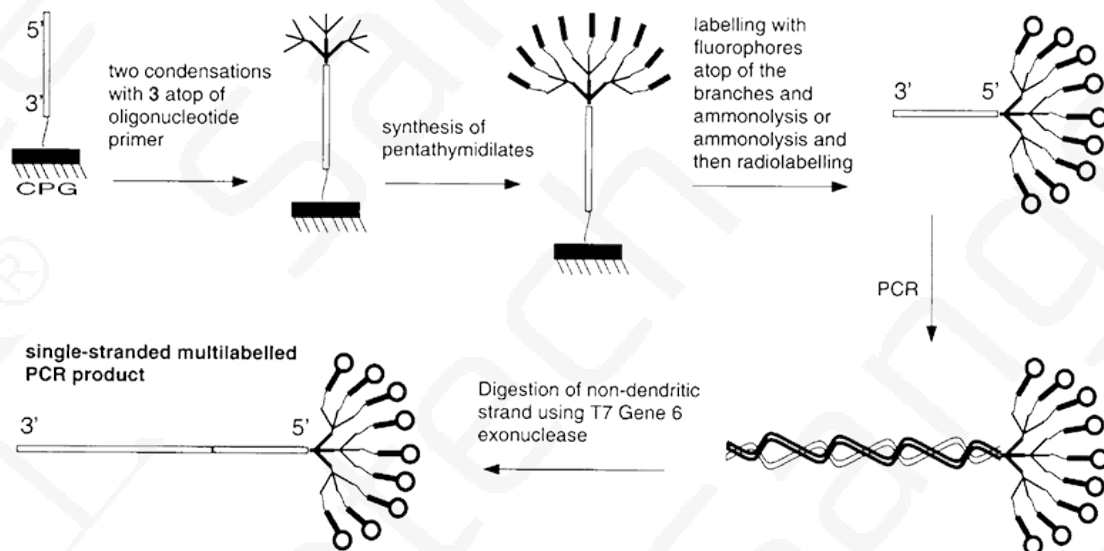 5'
3'
CPG
two condensations
with 3 atop of
oligonucleotide
primer
synthesis of
pentathymidilates
labelling with
fluorophores
atop of the
branches and
ammonolysis or
ammonolysis and
then radiolabelling
3' 5'
PCR
single-stranded multilabelled
PCR product
3' 5'
Digestion of non-dendritic
strand using T7 Gene 6
exonuclease
®